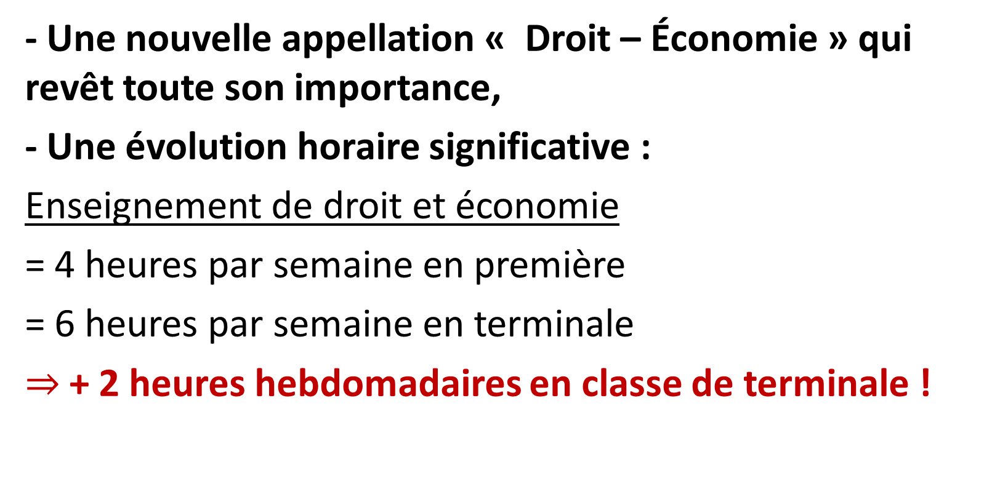 - Une nouvelle appellation «  Droit – Économie » qui
revêt toute son importance,
- Une évolution horaire significative :
Enseignement de droit et économie
= 4 heures par semaine en première
= 6 heures par semaine en terminale
⇒ + 2 heures hebdomadaires en classe de terminale !